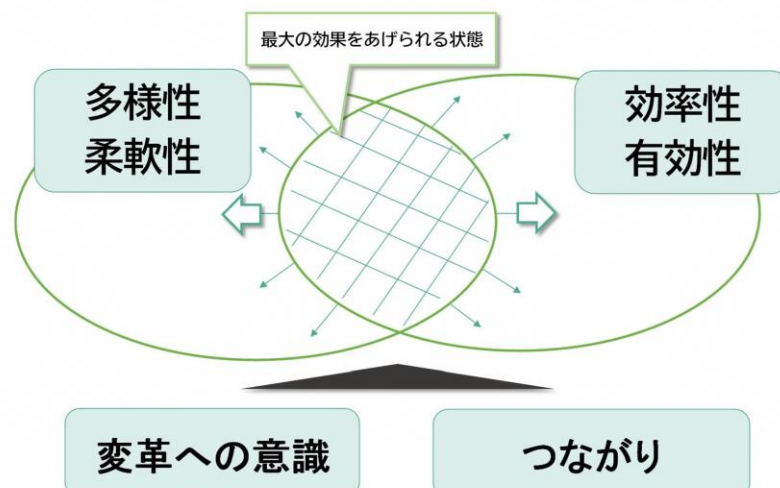 最大の効果をあげられる状態
多様性
柔軟性
効率性
有効性
変革への意識
つながり